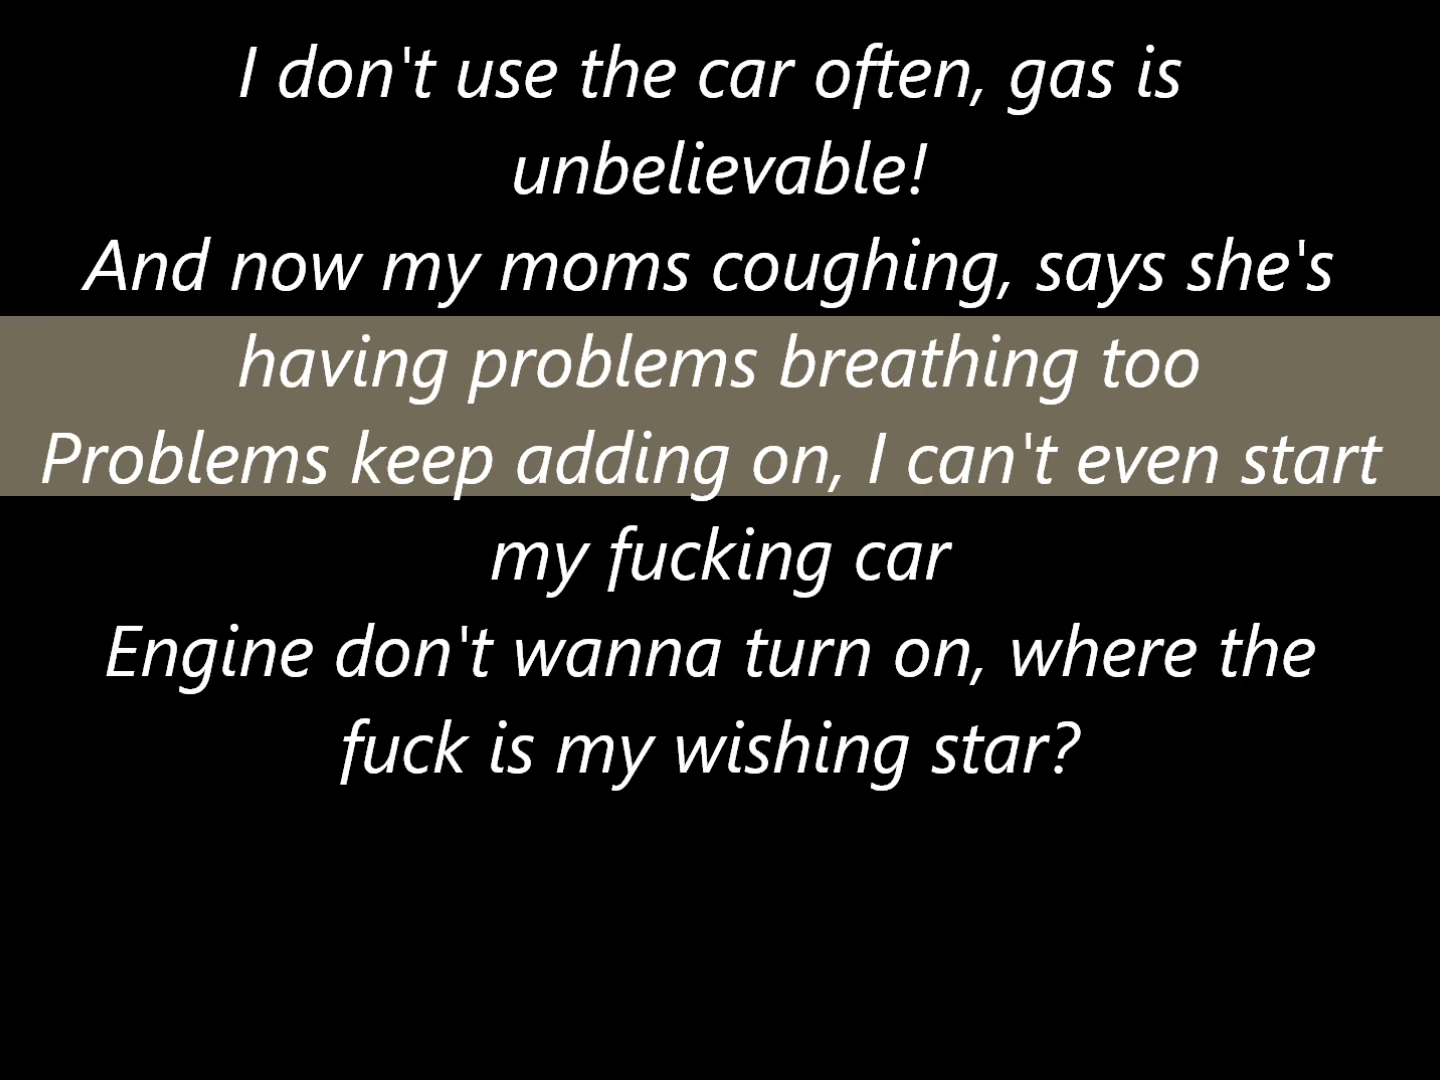 I don't use the car often, gas is
unbelievable!
And now my moms coughing, says she's
having problems breathing too
Problems keep adding on, I can't even start
my fucking car
Engine don't wanna turn on, where the
fuck is my wishing star?